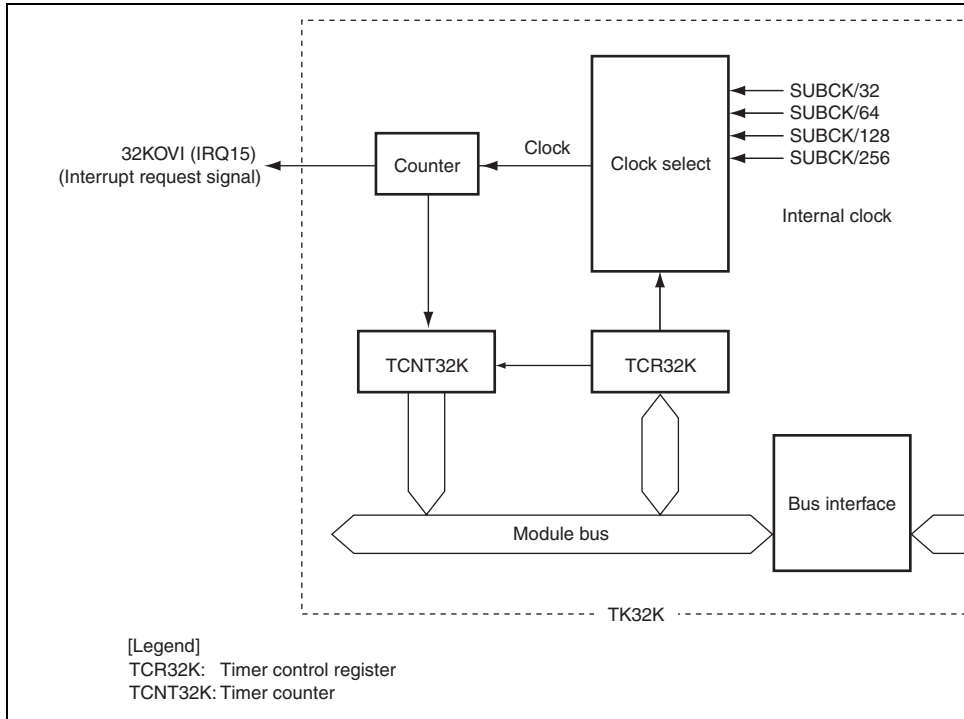 SUBCK/32
SUBCK/64
SUBCK/128
SUBCK/256
32KOVI (IRQ15)
(Interrupt request signal)
Counter
Clock
Clock select
Internal clock
TCNT32K
TCR32K
Bus interface
Module bus
TK32K
[Legend]
TCR32K: Timer control register
TCNT32K: Timer counter